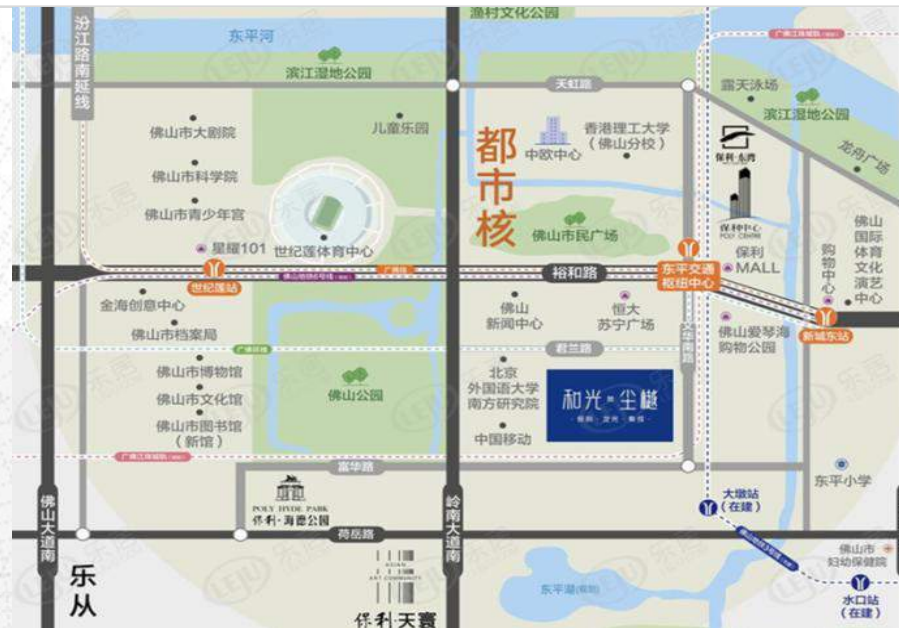 渔村文化公园
汾江路南延线
东平河
滨江湿地公园
天虹路
露天泳场
滨江湿地公园
龙舟广场
佛山市大剧院
儿童乐园
都市核
中欧中心
香港理工大学
（佛山分校）
保利·东湾
佛山市科学院
佛山市青少年宫
星耀101
世纪莲体育中心
佛山市民广场
保利中心
POLY CENTRE
保利
MALL
购物中心
佛山
国际
体育
文化
演艺
中心
世纪莲站
裕和路
东平交通
枢纽中心
新城东站
金海创意中心
佛山市档案局
佛山
新闻中心
恒大
苏宁广场
佛山爱琴海
购物公园
君兰路
文华南路
佛山市博物馆
佛山市文化馆
佛山市图书馆
（新馆）
佛山公园
北京
外国语大学
南方研究院
中国移动
和光尘樾
富华路
东平小学
佛山大道南
POLY HYDE PARK
保利·海德公园
岭南大道南
荷岳路
大墩站
（在建）
佛山市
妇幼保健院
水口站
（在建）
乐从
ASIAN
ART COMMUNITY
保利·天寰
东平湖(规划)